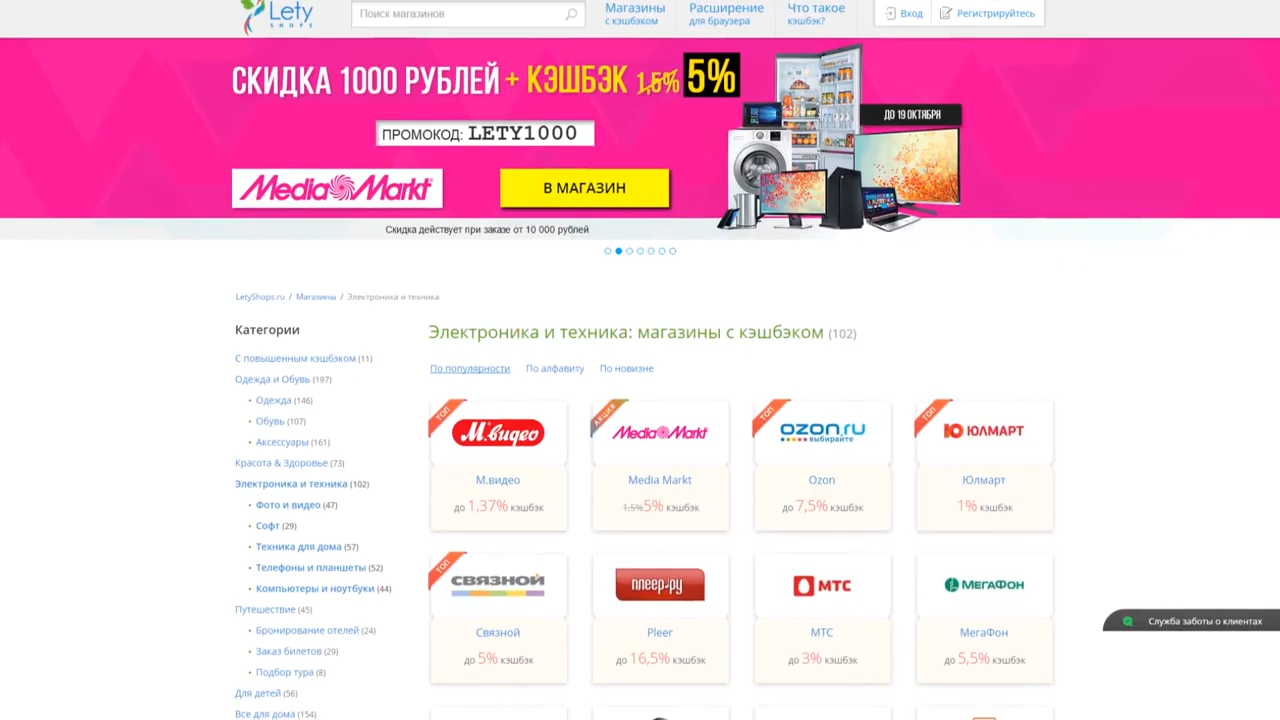 Lety
SHOPS
Поиск магазинов
Магазины
с кэшбэком
Расширение
для браузера
Что такое
кэшбэк?
Вход
Регистрируйтесь
СКИДКА 1000 РУБЛЕЙ + КЭШБЭК 1,5% 5%
ПРОМОКОД: LETY1000
ДО 19 ОКТЯБРЯ
Media Markt
В МАГАЗИН
Скидка действует при заказе от 10 000 рублей
LetyShops.ru / Магазины / Электроника и техника
Категории
С повышенным кэшбэком (11)
Одежда и Обувь (197)
Одежда (146)
Обувь (107)
Аксессуары (161)
Красота & Здоровье (73)
Электроника и техника (102)
Фото и видео (47)
Софт (29)
Техника для дома (57)
Телефоны и планшеты (52)
Компьютеры и ноутбуки (44)
Путешествие (45)
Бронирование отелей (24)
Заказ билетов (29)
Подбор тура (8)
Для детей (56)
Все для дома (154)
Электроника и техника: магазины с кэшбэком (102)
По популярности По алфавиту По новизне
ТОП
М.видео
М.видео
до 1,37% кэшбэк
АКЦИЯ
Media Markt
Media Markt
1.5% 5% кэшбэк
ТОП
OZON.RU
выбирайте
Ozon
до 7,5% кэшбэк
ТОП
Ю ЮЛМАРТ
Юлмарт
1% кэшбэк
ТОП
СВЯЗНОЙ
Связной
до 5% кэшбэк
плеер.ру
Pleer
до 16,5% кэшбэк
МТС
МТС
до 3% кэшбэк
МЕГАФОН
МегаФон
до 5,5% кэшбэк
Служба заботы о клиентах